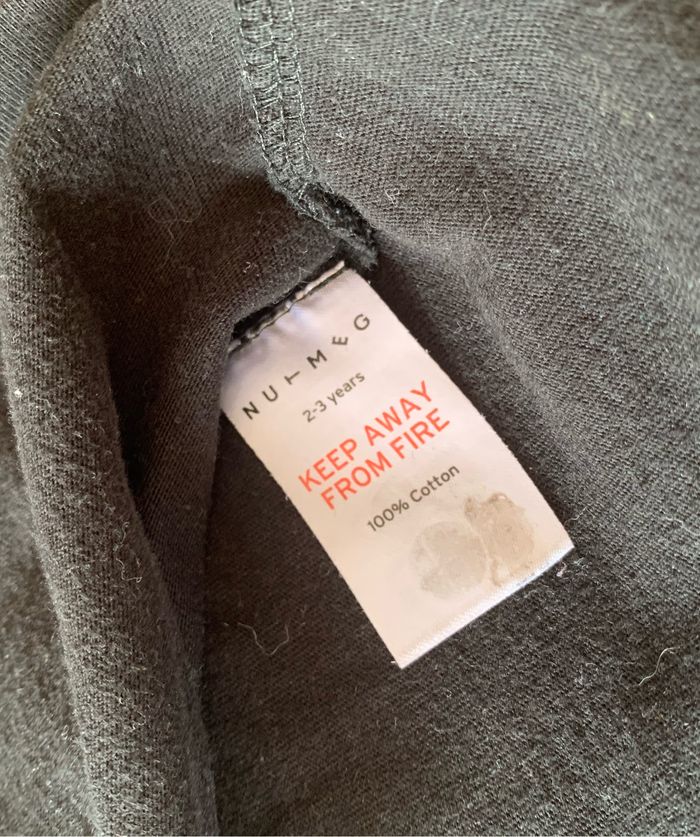 NUTMEG
2-3 years
KEEP AWAY
FROM FIRE
100% Cotton